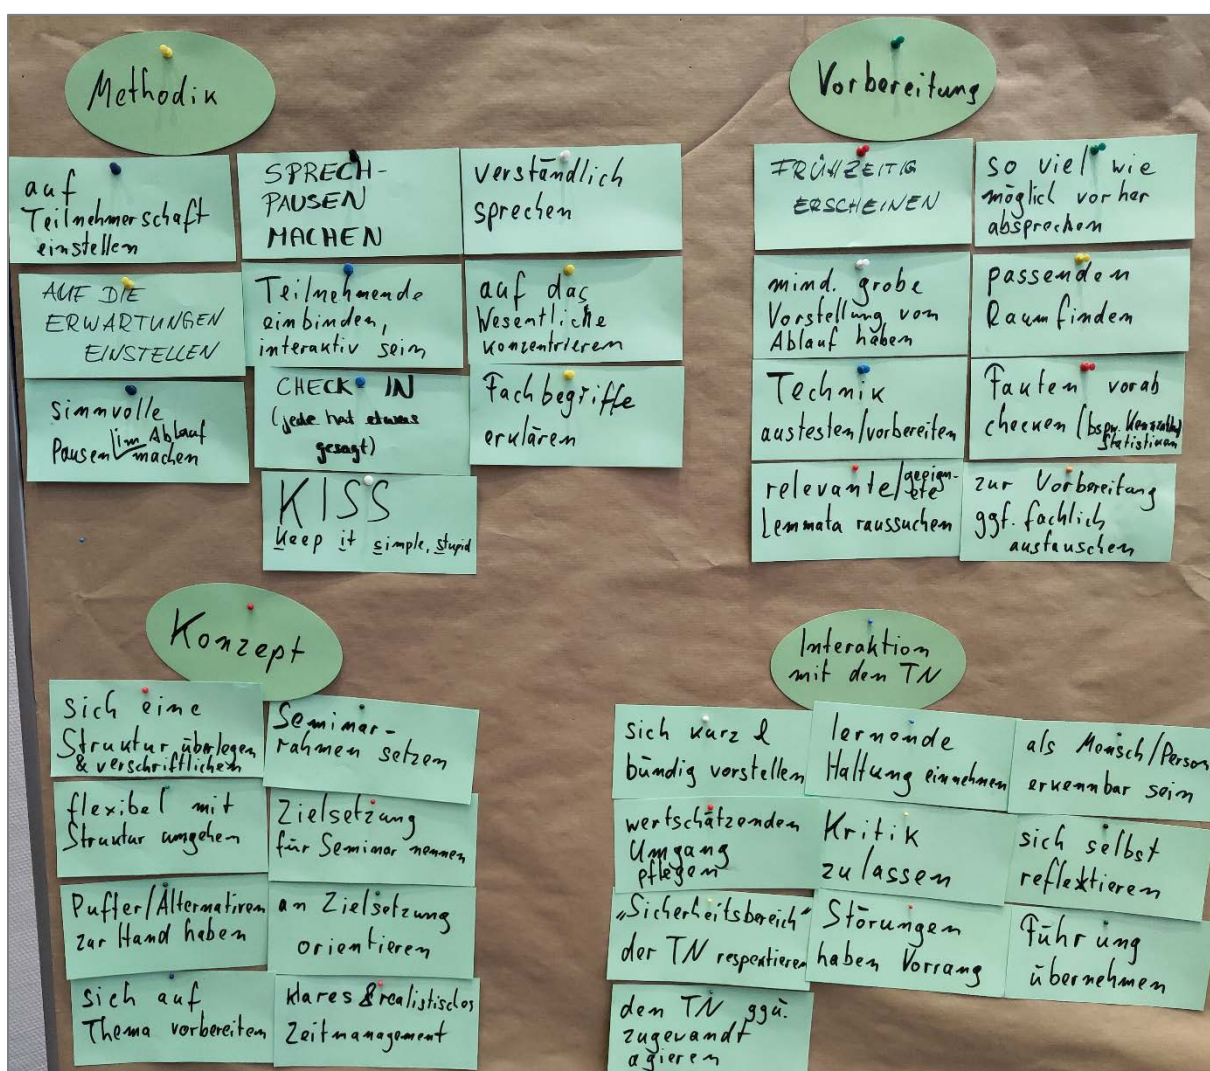 Methodik
auf
Teilnehmerschaft
einstellen
SPRECH-
PAUSEN
MACHEN
verständlich
sprechen
AUF DIE
ERWARTUNGEN
EINSTELLEN
Teilnehmende
einbinden,
interaktiv sein
auf das
Wesentliche
konzentrieren
sinnvolle
Pausen im Ablauf
machen
CHECK-IN
(jede hat etwas
gesagt)
Fachbegriffe
erklären
KISS
Keep it simple, stupid
Vorbereitung
FRÜHZEITIG
ERSCHEINEN
so viel wie
möglich vorher
absprechen
mind. grobe
Vorstellung von
Ablauf haben
passenden
Raum finden
Technik
austesten/vorbereiten
Fakten vorab
checken (bspw.
Statistiken
relevante/geeign-
ete
Lemmata raussuchen
zur Vorbereitung
ggf. fachlich
austauschen
Konzept
sich eine
Struktur überlegen
& verschriftlichen
Seminar-
rahmen setzen
flexibel mit
Struktur umgehen
Zielsetzung
für Seminar nennen
Puffer/Alternativen
zur Hand haben
an Zielsetzung
orientieren
sich auf
Thema vorbereiten
klares & realistisches
Zeitmanagement
Interaktion
mit den TN
sich kurz &
bündig vorstellen
lernende
Haltung einnehmen
als Mensch/Person
erkennbar sein
wertschätzenden
Umgang
pflegen
Kritik
zulassen
sich selbst
reflektieren
„Sicherheitsbereich"
der TN respektieren
Störungen
haben Vorrang
Führung
übernehmen
den TN ggü.
zugewandt
agieren